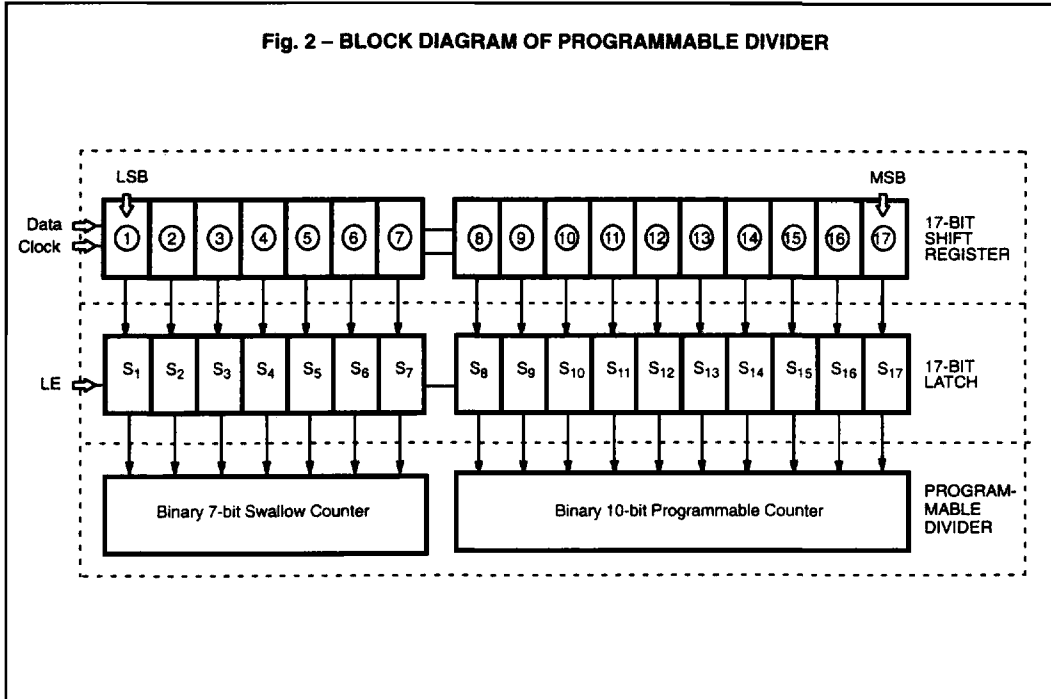 Fig. 2 – BLOCK DIAGRAM OF PROGRAMMABLE DIVIDER
LSB
MSB
Data
Clock
1 2 3 4 5 6 7 8 9 10 11 12 13 14 15 16 17
17-BIT
SHIFT
REGISTER
LE
S1 S2 S3 S4 S5 S6 S7 S8 S9 S10 S11 S12 S13 S14 S15 S16 S17
17-BIT
LATCH
Binary 7-bit Swallow Counter
Binary 10-bit Programmable Counter
PROGRAM-
MABLE
DIVIDER